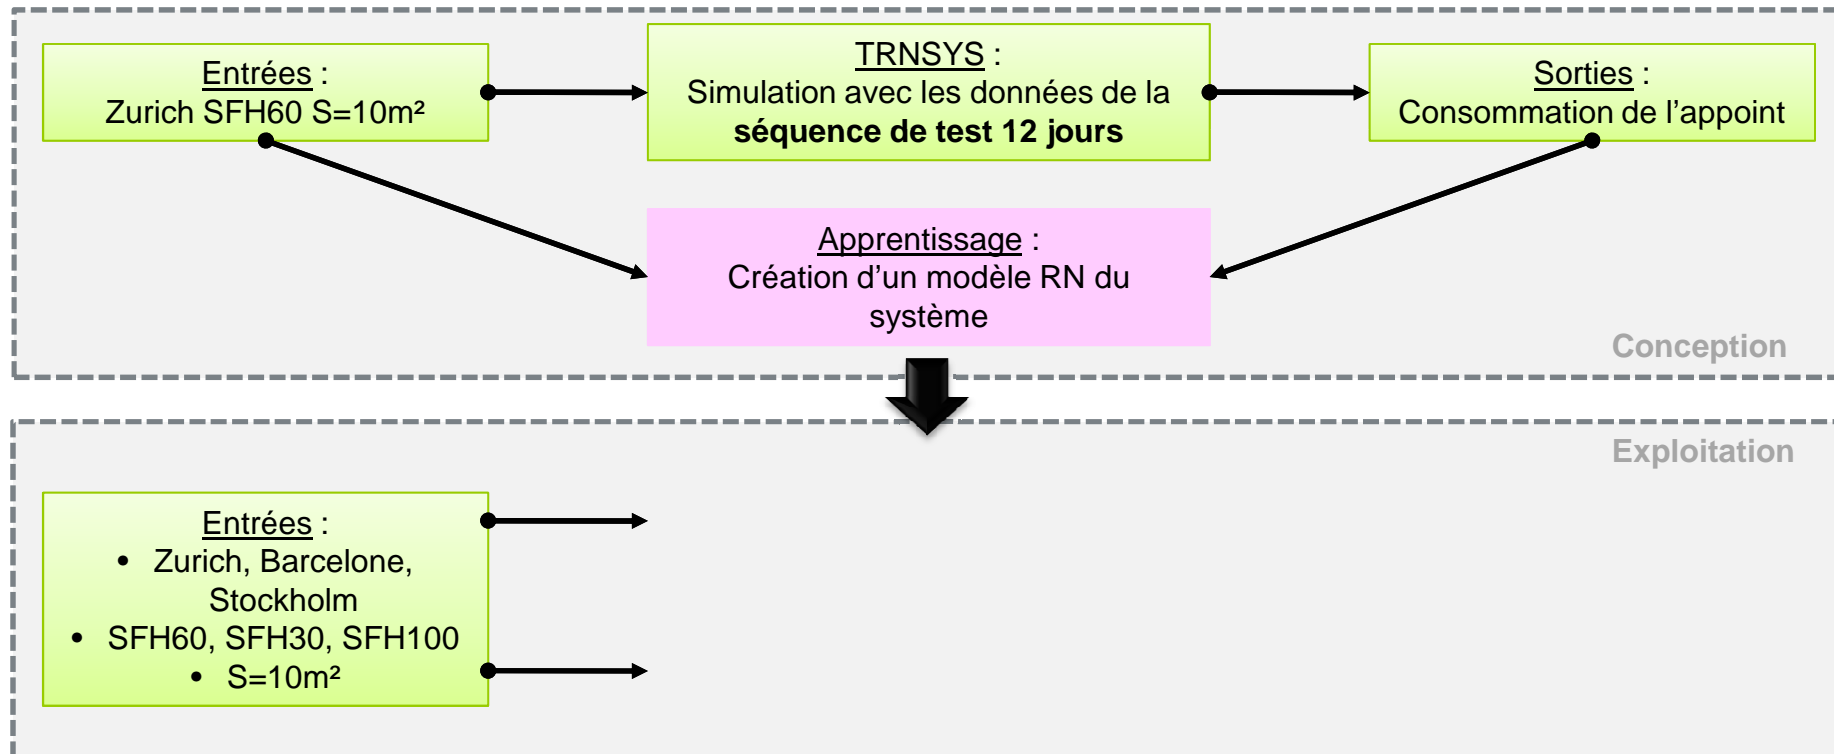 Entrées :
Zurich SFH60 S=10m²
TRNSYS :
Simulation avec les données de la
séquence de test 12 jours
Sorties :
Consommation de l’appoint
Apprentissage :
Création d’un modèle RN du
système
Conception
Exploitation
Entrées :
• Zurich, Barcelone,
Stockholm
• SFH60, SFH30, SFH100
• S=10m²